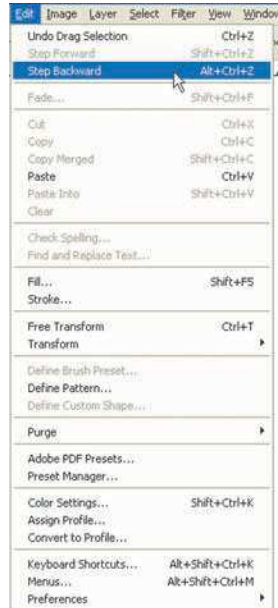 Edit Image Layer Select Filter View Window
Undo Drag Selection Ctrl+Z
Step Forward Shift+Ctrl+Z
Step Backward Alt+Ctrl+Z
Fade... Shift+Ctrl+F
Cut Ctrl+X
Copy Ctrl+C
Copy Merged Shift+Ctrl+C
Paste Ctrl+V
Paste Into Shift+Ctrl+V
Clear
Check Spelling...
Find and Replace Text...
Fill... Shift+F5
Stroke...
Free Transform Ctrl+T
Transform
Define Brush Preset...
Define Pattern...
Define Custom Shape...
Purge
Adobe PDF Presets...
Preset Manager...
Color Settings... Shift+Ctrl+K
Assign Profile...
Convert to Profile...
Keyboard Shortcuts... Alt+Shift+Ctrl+K
Menus... Alt+Shift+Ctrl+M
Preferences